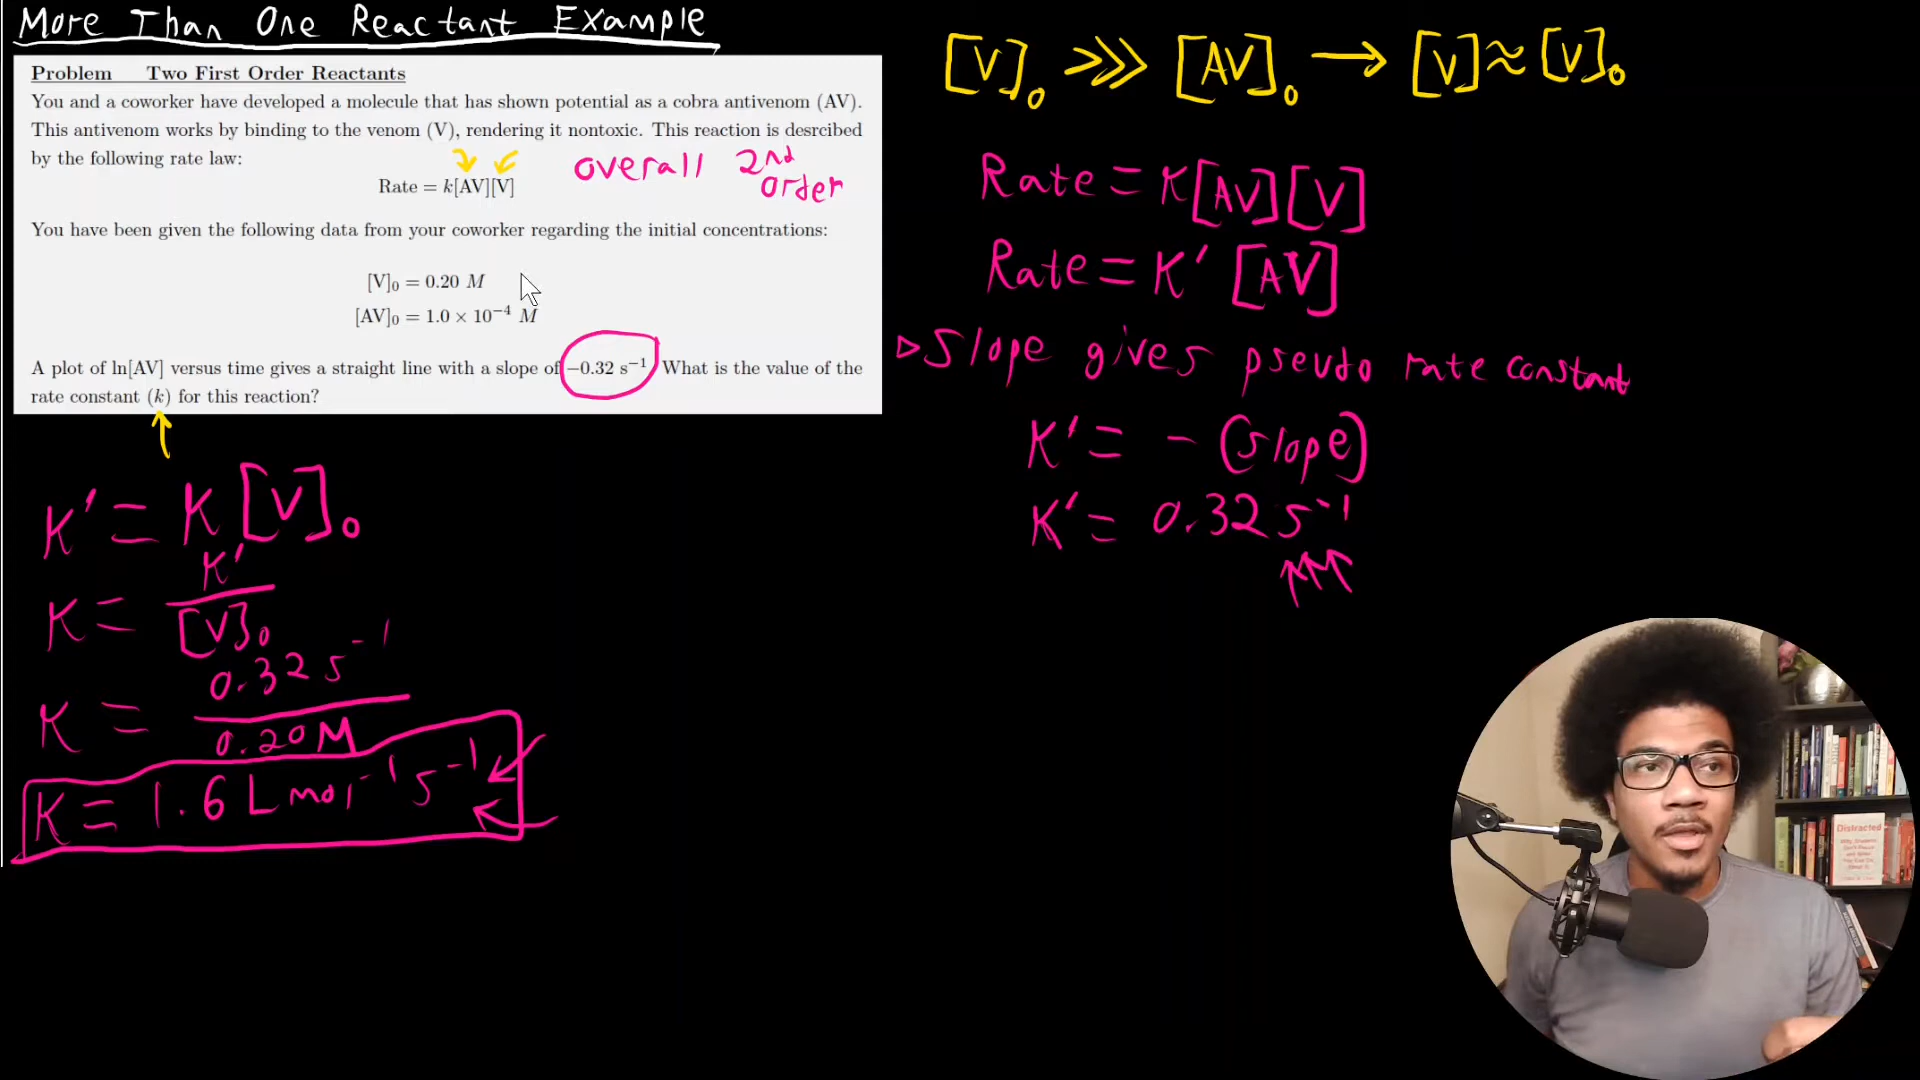 More Than One Reactant Example
Problem Two First Order Reactants
You and a coworker have developed a molecule that has shown potential as a cobra antivenom (AV).
This antivenom works by binding to the venom (V), rendering it nontoxic. This reaction is desrcibed
by the following rate law:
Rate = k[AV][V]
overall 2nd
order
You have been given the following data from your coworker regarding the initial concentrations:
[V]₀ = 0.20 M
[AV]₀ = 1.0 × 10⁻⁴ M
A plot of ln[AV] versus time gives a straight line with a slope of −0.32 s⁻¹ What is the value of the
rate constant (k) for this reaction?
K' = K [V]₀
K = K' / [V]₀
K = 0.32 s⁻¹ / 0.20 M
K = 1.6 L mol⁻¹ s⁻¹
[V]₀ >>> [AV]₀ → [V] ≈ [V]₀
Rate = K[AV][V]
Rate = K' [AV]
▷ Slope gives pseudo rate constant
K' = - (slope)
K' = 0.32 s⁻¹
Distracted